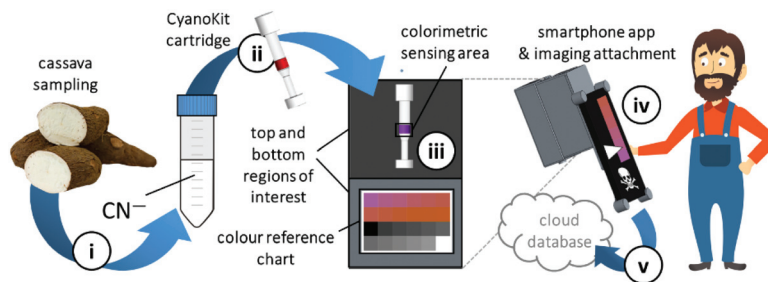 cassava
sampling
CN⁻
i
CyanoKit
cartridge
ii
colorimetric
sensing area
iii
top and
bottom
regions of
interest
colour reference
chart
smartphone app
& imaging attachment
iv
cloud
database
v